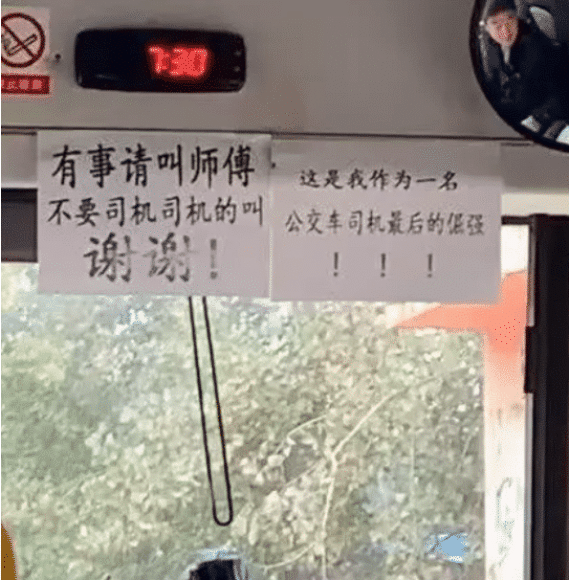 7:30
有事请叫师傅
不要司机司机的叫
谢谢！
这是我作为一名
公交车司机最后的倔强
！！！